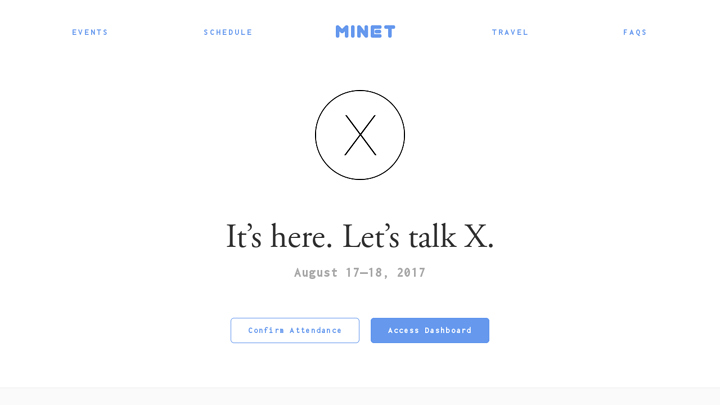 EVENTS SCHEDULE MINET TRAVEL FAQS
X
It’s here. Let’s talk X.
August 17—18, 2017
Confirm Attendance Access Dashboard